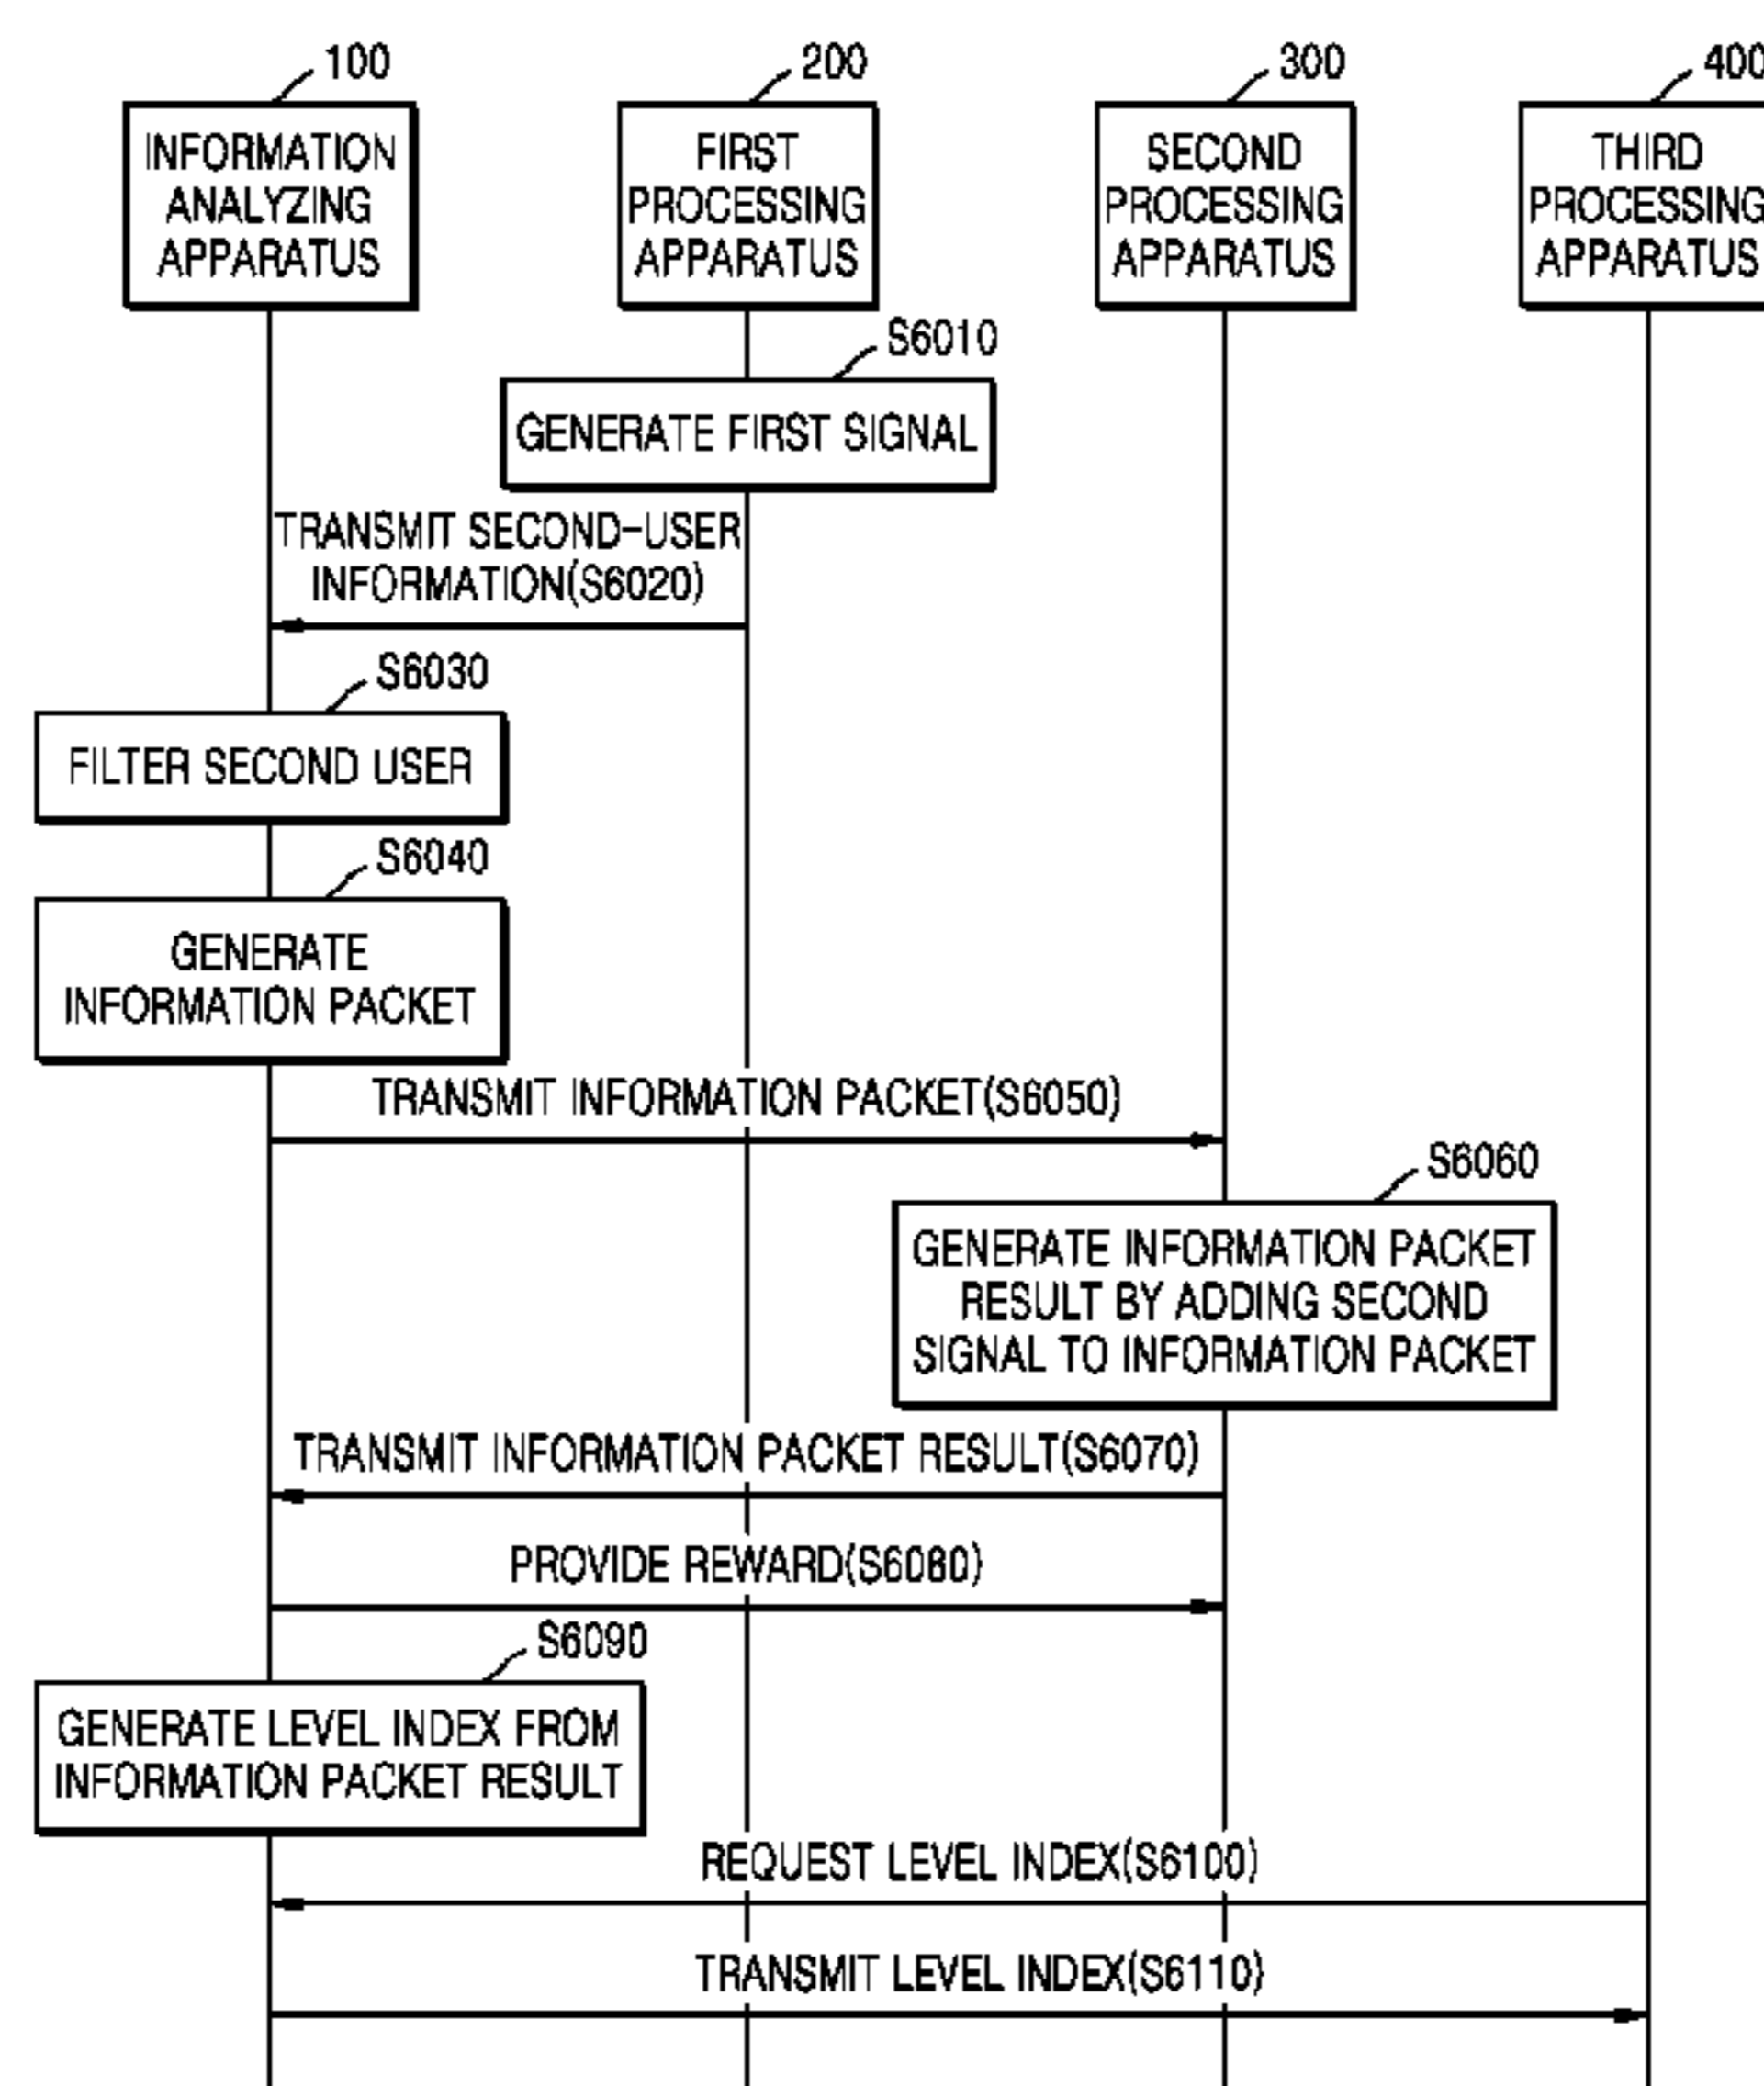 100
200
300
400
INFORMATION
ANALYZING
APPARATUS
FIRST
PROCESSING
APPARATUS
SECOND
PROCESSING
APPARATUS
THIRD
PROCESSING
APPARATUS
S6010
GENERATE FIRST SIGNAL
TRANSMIT SECOND-USER
INFORMATION(S6020)
S6030
FILTER SECOND USER
S6040
GENERATE
INFORMATION PACKET
TRANSMIT INFORMATION PACKET(S6050)
S6060
GENERATE INFORMATION PACKET
RESULT BY ADDING SECOND
SIGNAL TO INFORMATION PACKET
TRANSMIT INFORMATION PACKET RESULT(S6070)
PROVIDE REWARD(S6080)
S6090
GENERATE LEVEL INDEX FROM
INFORMATION PACKET RESULT
REQUEST LEVEL INDEX(S6100)
TRANSMIT LEVEL INDEX(S6110)